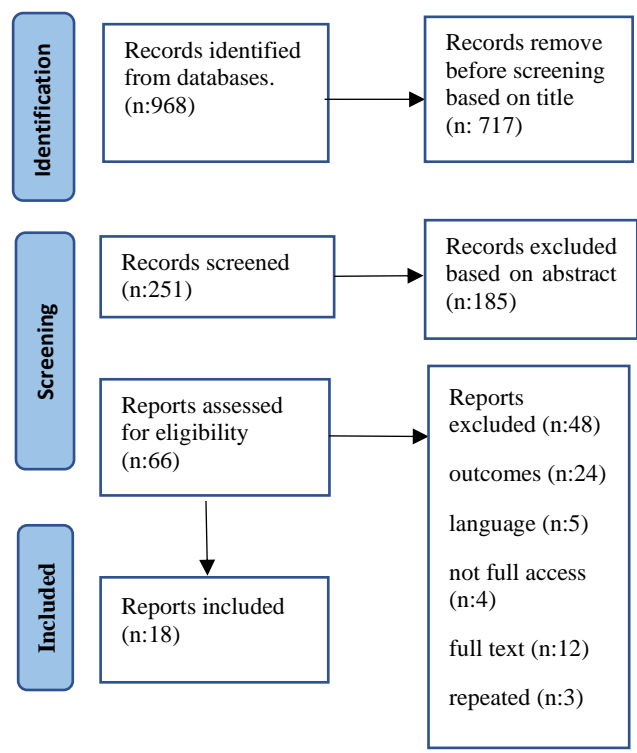 Identification
Records identified
from databases.
(n:968)
Records remove
before screening
based on title
(n: 717)
Screening
Records screened
(n:251)
Records excluded
based on abstract
(n:185)
Reports assessed
for eligibility
(n:66)
Reports
excluded (n:48)
outcomes (n:24)
language (n:5)
not full access
(n:4)
full text (n:12)
repeated (n:3)
Included
Reports included
(n:18)